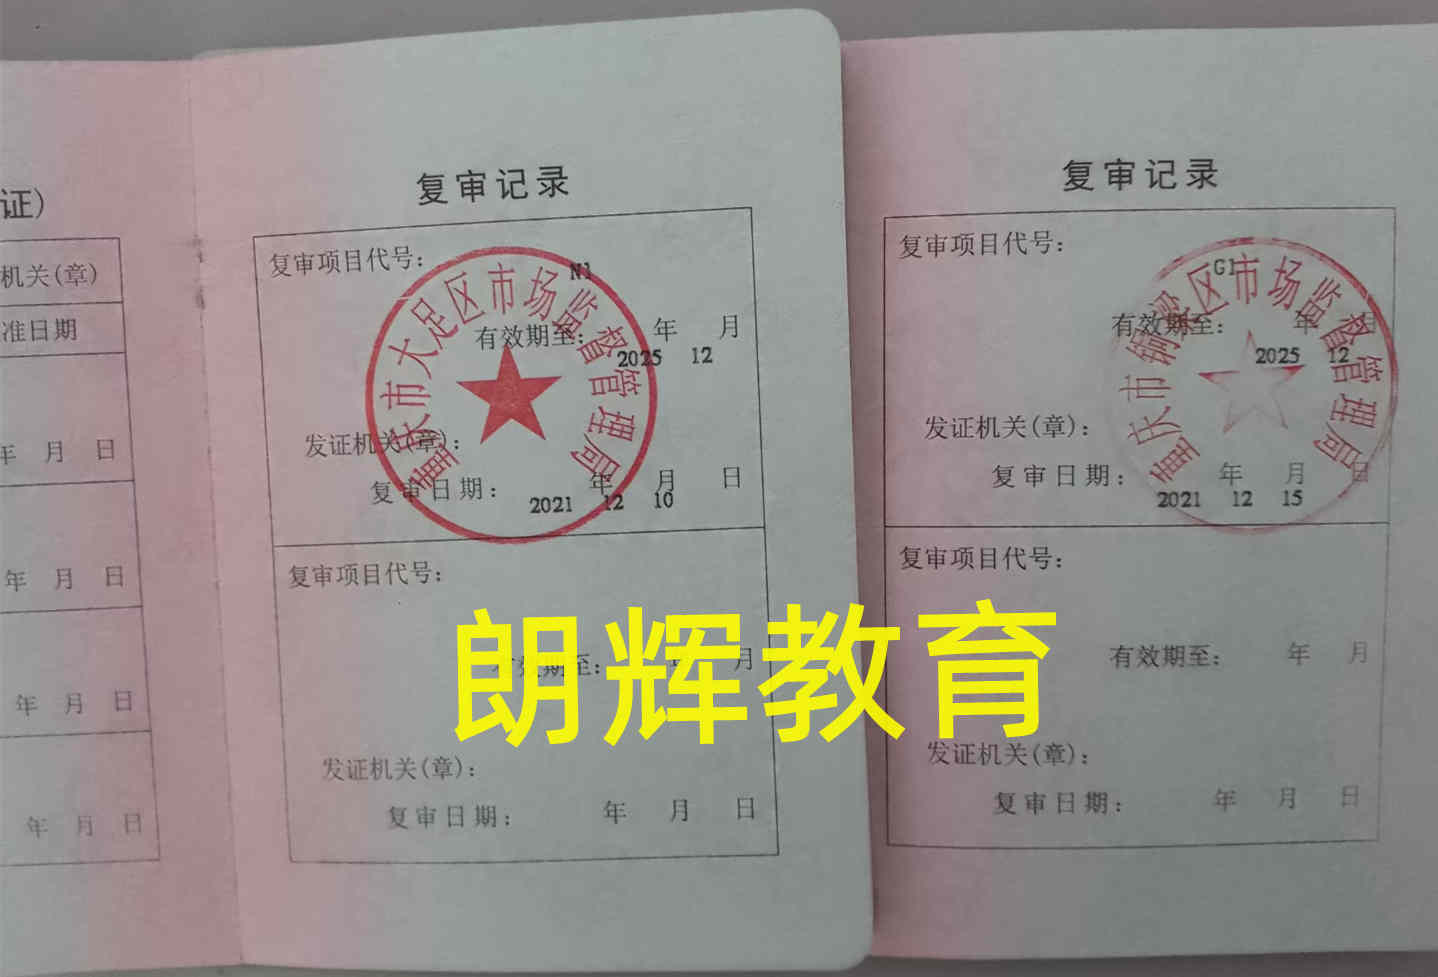 证)
机关(章)
准日期
年 月 日
年 月 日
年 月 日
年 月 日
复审记录
复审项目代号: N1
有效期至: 年 月
2025 12
重庆市大足区市场监督管理局
发证机关(章):
复审日期: 年 月 日
2021 12 10
复审项目代号:
有效期至: 年 月
发证机关(章):
复审日期: 年 月 日
复审记录
复审项目代号: G1
有效期至: 年 月
2025 12
重庆市铜梁区市场监督管理局
发证机关(章):
复审日期: 年 月 日
2021 12 15
复审项目代号:
有效期至: 年 月
发证机关(章):
复审日期: 年 月 日
朗辉教育